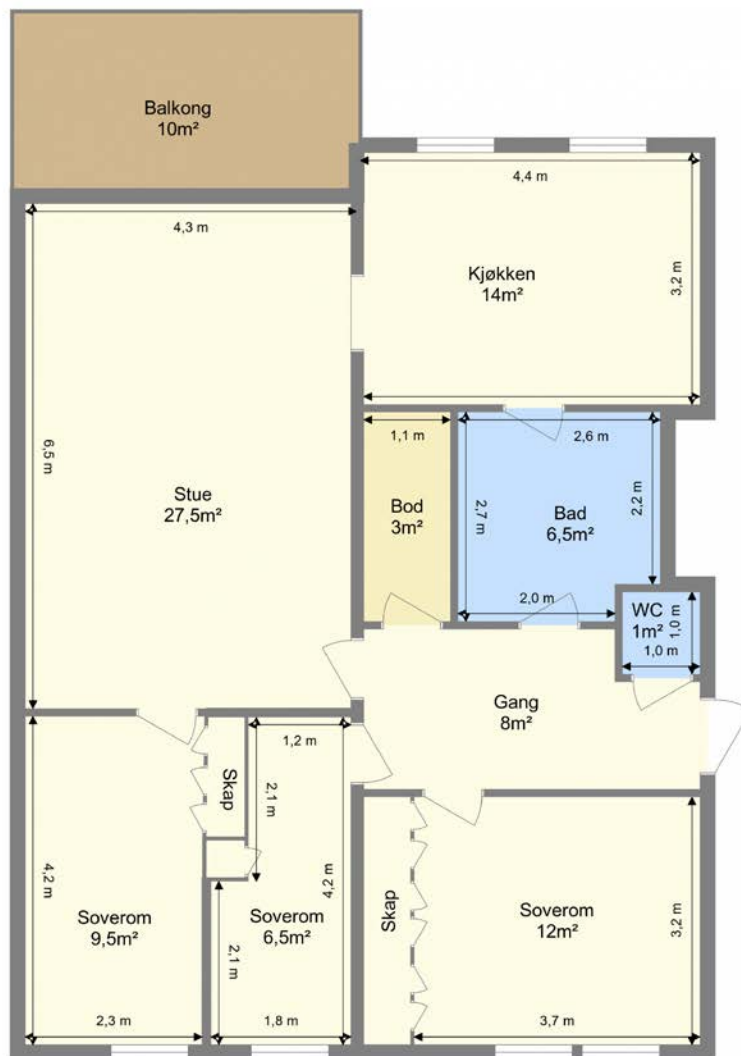 Balkong
10m²
4,4 m
4,3 m
Kjøkken
14m²
3,2 m
6,5 m
Stue
27,5m²
1,1 m
2,6 m
Bod
3m²
2,7 m
Bad
6,5m²
2,2 m
2,0 m
WC
1m²
1,0 m
1,0 m
Gang
8m²
1,2 m
Skap
2,1 m
4,2 m
4,2 m
Soverom
9,5m²
Soverom
6,5m²
2,1 m
Skap
Soverom
12m²
3,2 m
2,3 m
1,8 m
3,7 m